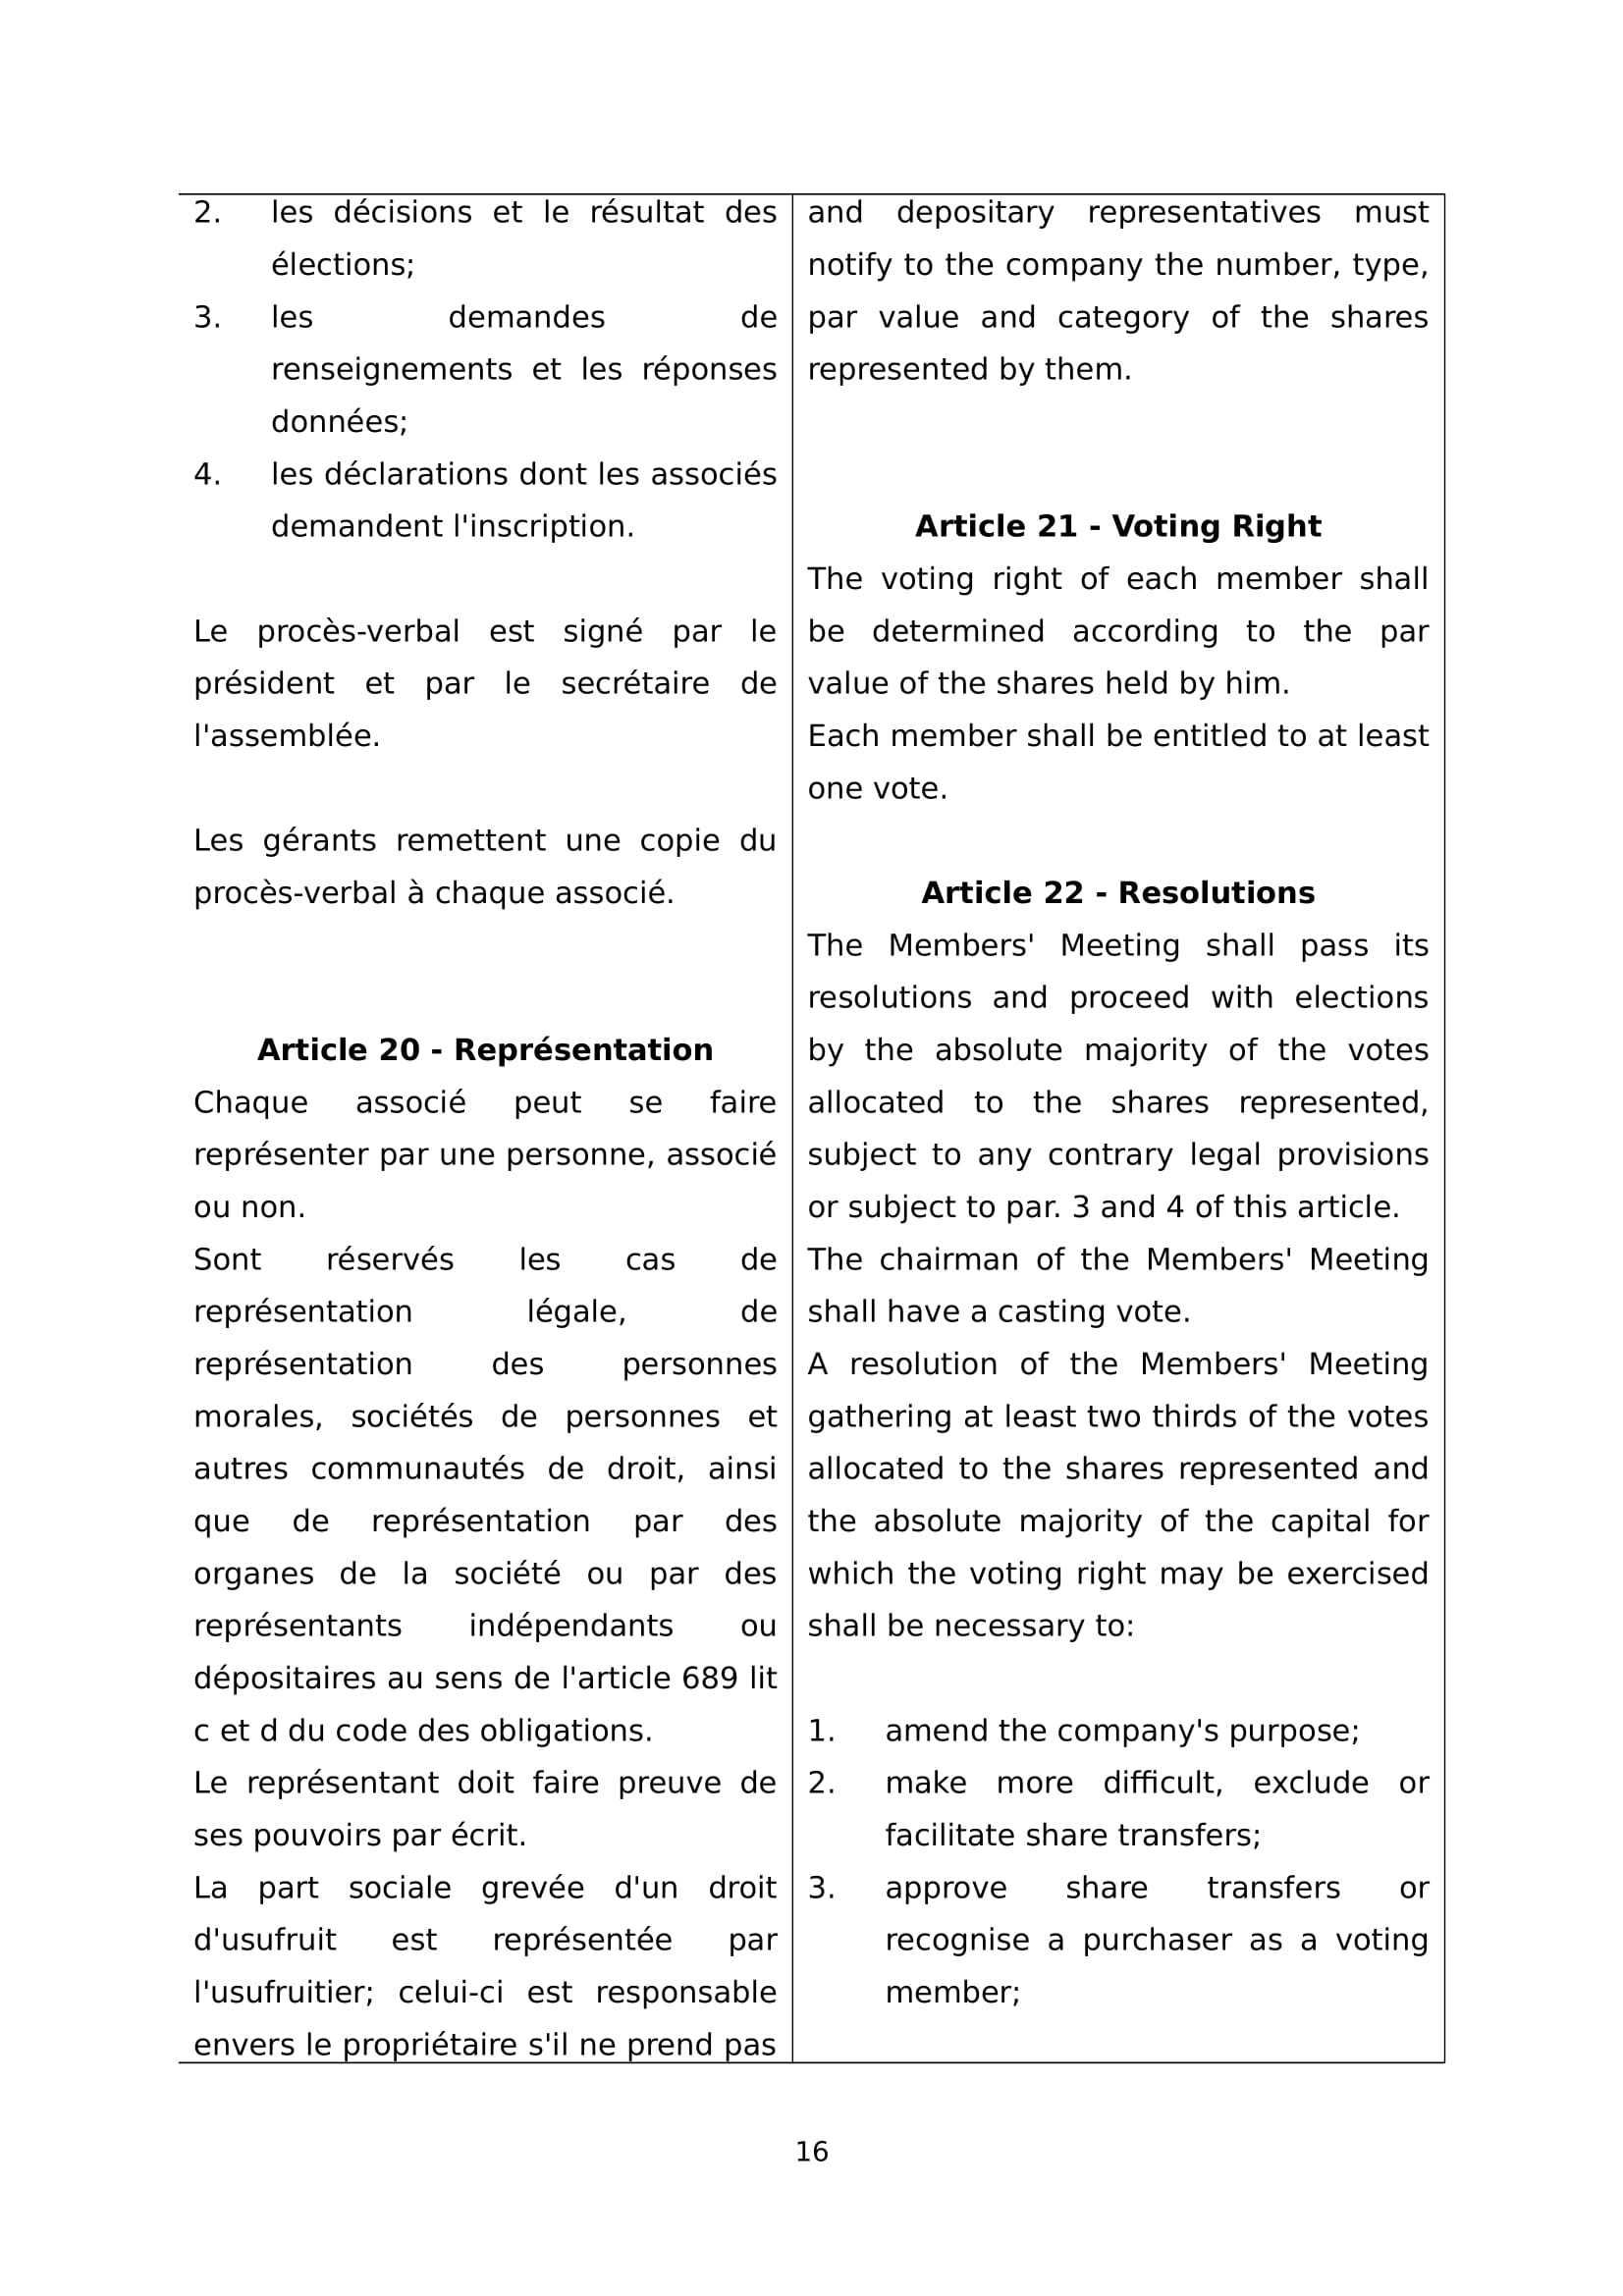 2. les décisions et le résultat des
élections;
3. les demandes de
renseignements et les réponses
données;
4. les déclarations dont les associés
demandent l'inscription.
Le procès-verbal est signé par le
président et par le secrétaire de
l'assemblée.
Les gérants remettent une copie du
procès-verbal à chaque associé.
Article 20 - Représentation
Chaque associé peut se faire
représenter par une personne, associé
ou non.
Sont réservés les cas de
représentation légale, de
représentation des personnes
morales, sociétés de personnes et
autres communautés de droit, ainsi
que de représentation par des
organes de la société ou par des
représentants indépendants ou
dépositaires au sens de l'article 689 lit
c et d du code des obligations.
Le représentant doit faire preuve de
ses pouvoirs par écrit.
La part sociale grevée d'un droit
d'usufruit est représentée par
l'usufruitier; celui-ci est responsable
envers le propriétaire s'il ne prend pas
and depositary representatives must
notify to the company the number, type,
par value and category of the shares
represented by them.
Article 21 - Voting Right
The voting right of each member shall
be determined according to the par
value of the shares held by him.
Each member shall be entitled to at least
one vote.
Article 22 - Resolutions
The Members' Meeting shall pass its
resolutions and proceed with elections
by the absolute majority of the votes
allocated to the shares represented,
subject to any contrary legal provisions
or subject to par. 3 and 4 of this article.
The chairman of the Members' Meeting
shall have a casting vote.
A resolution of the Members' Meeting
gathering at least two thirds of the votes
allocated to the shares represented and
the absolute majority of the capital for
which the voting right may be exercised
shall be necessary to:
1. amend the company's purpose;
2. make more difficult, exclude or
facilitate share transfers;
3. approve share transfers or
recognise a purchaser as a voting
member;
16